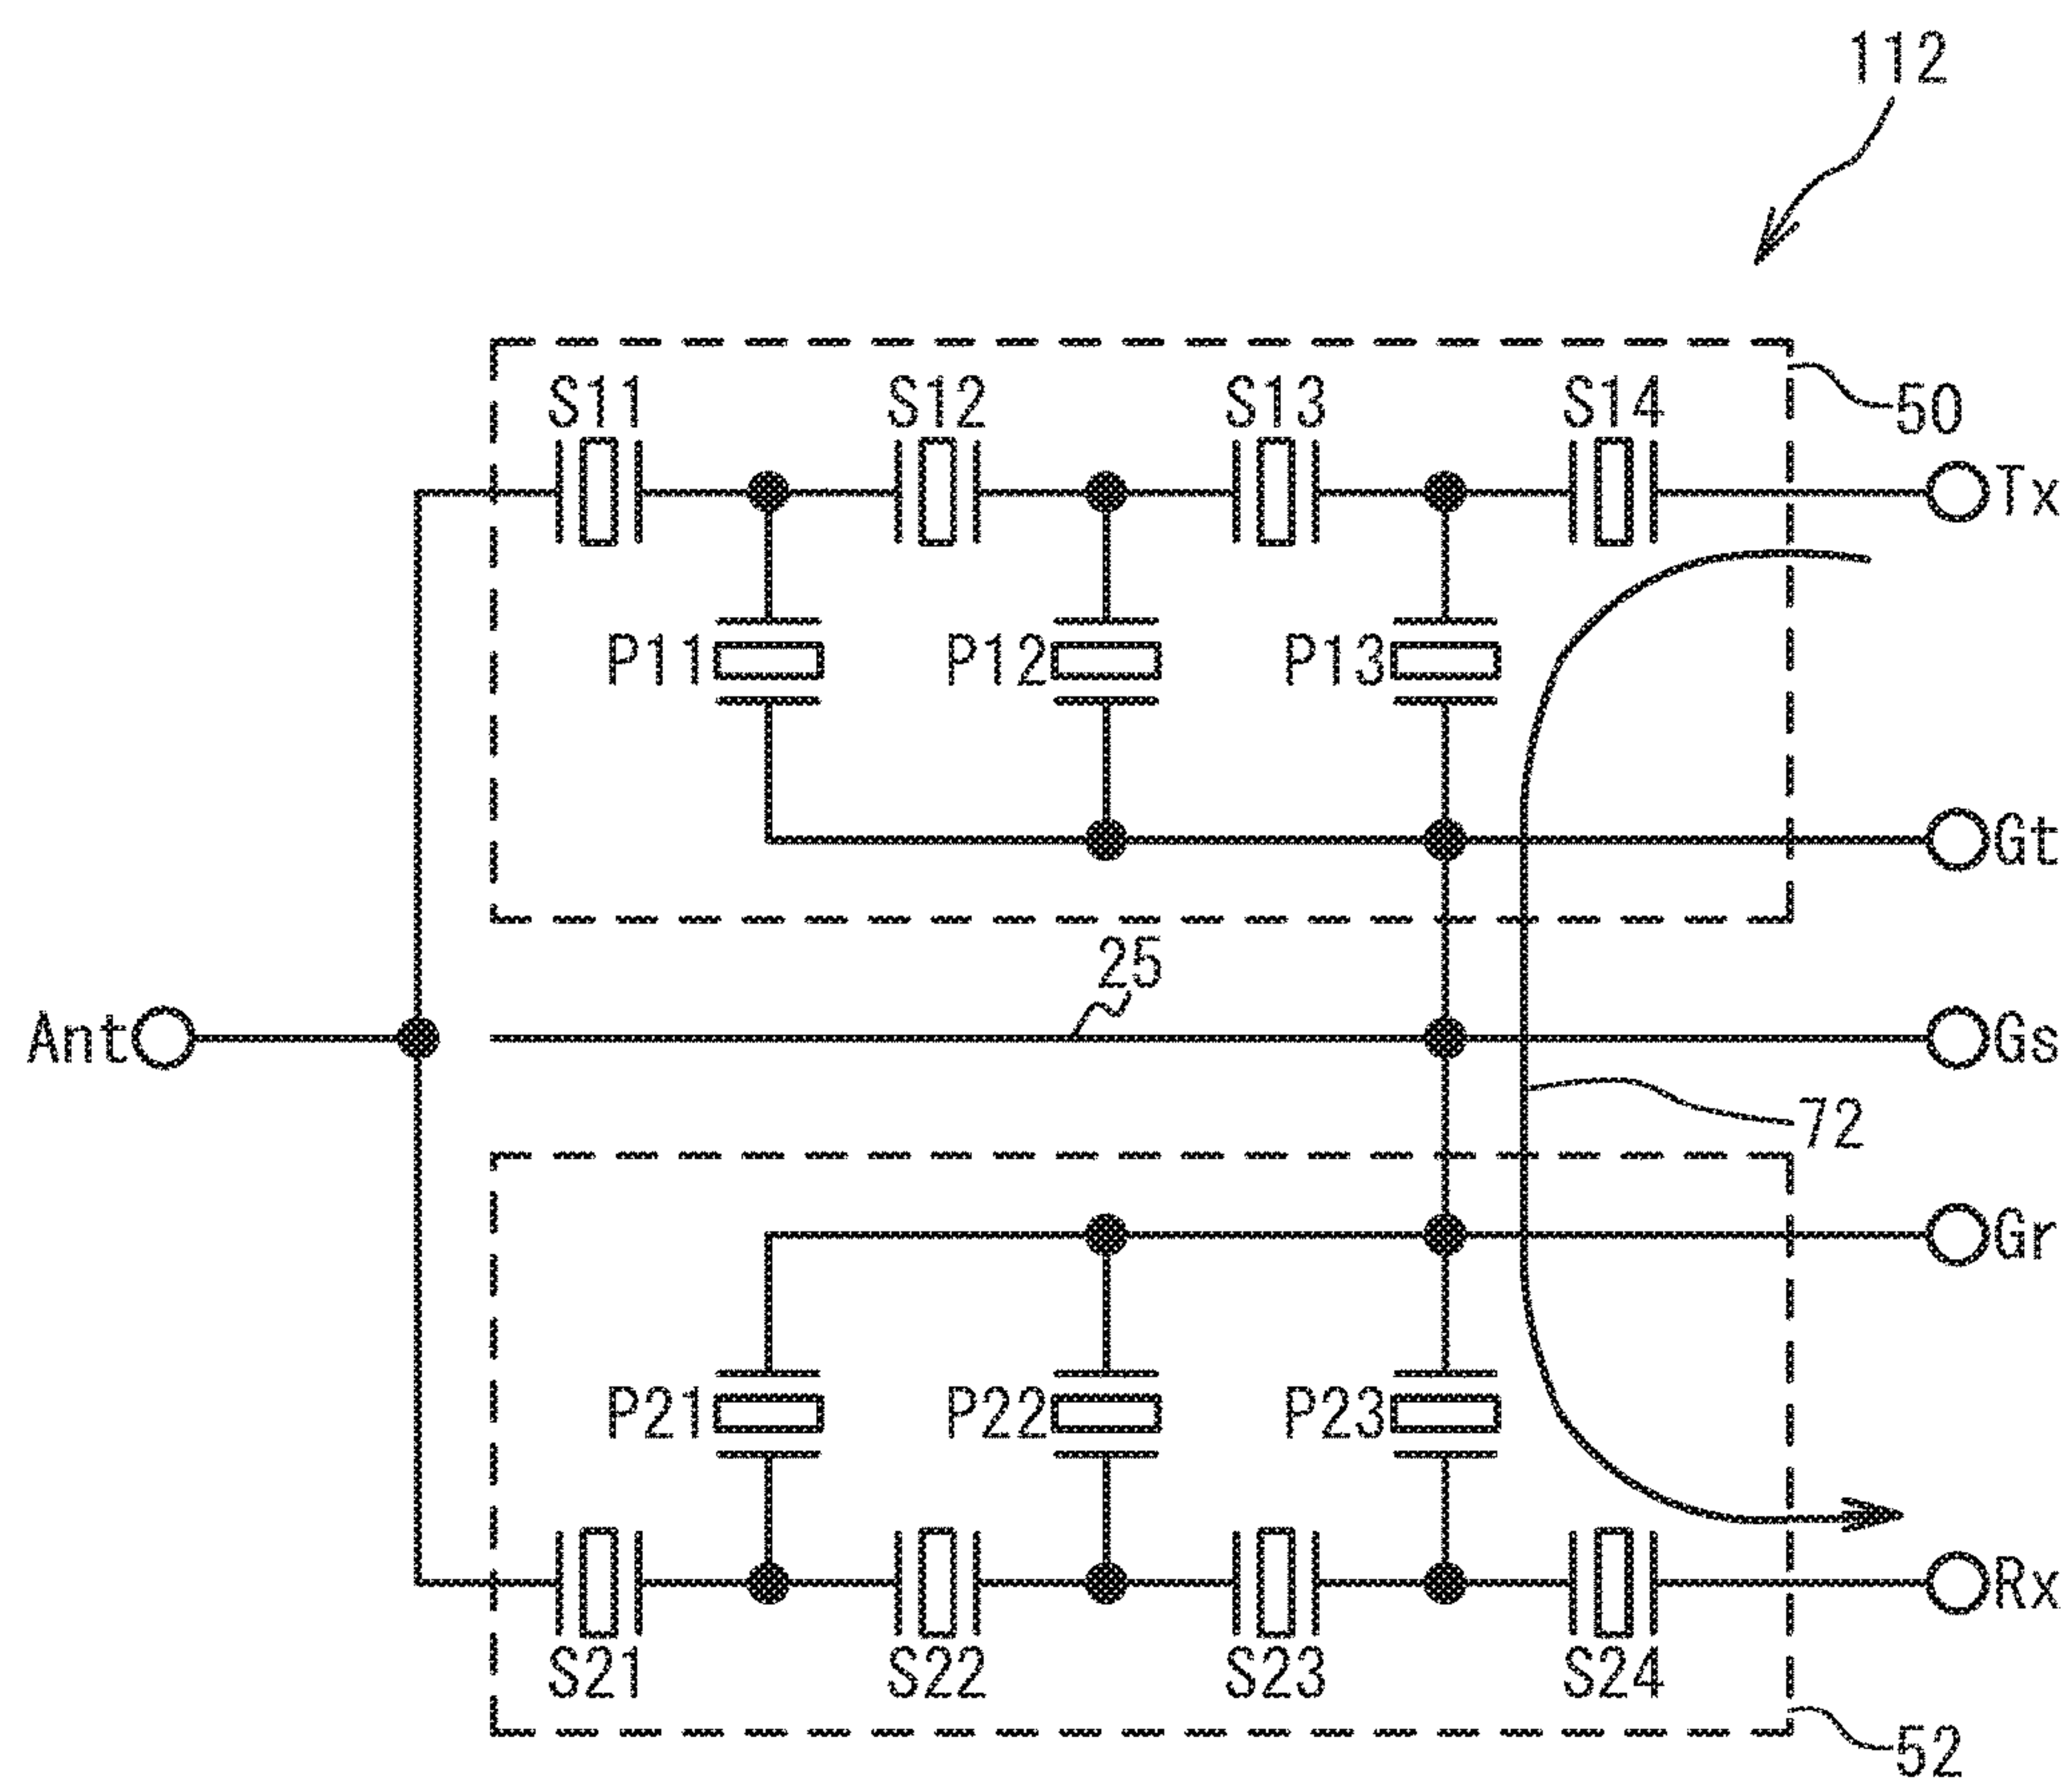 112
S11 S12 S13 S14
50
Tx
P11 P12 P13
Gt
25
Ant
Gs
72
Gr
P21 P22 P23
Rx
S21 S22 S23 S24
52